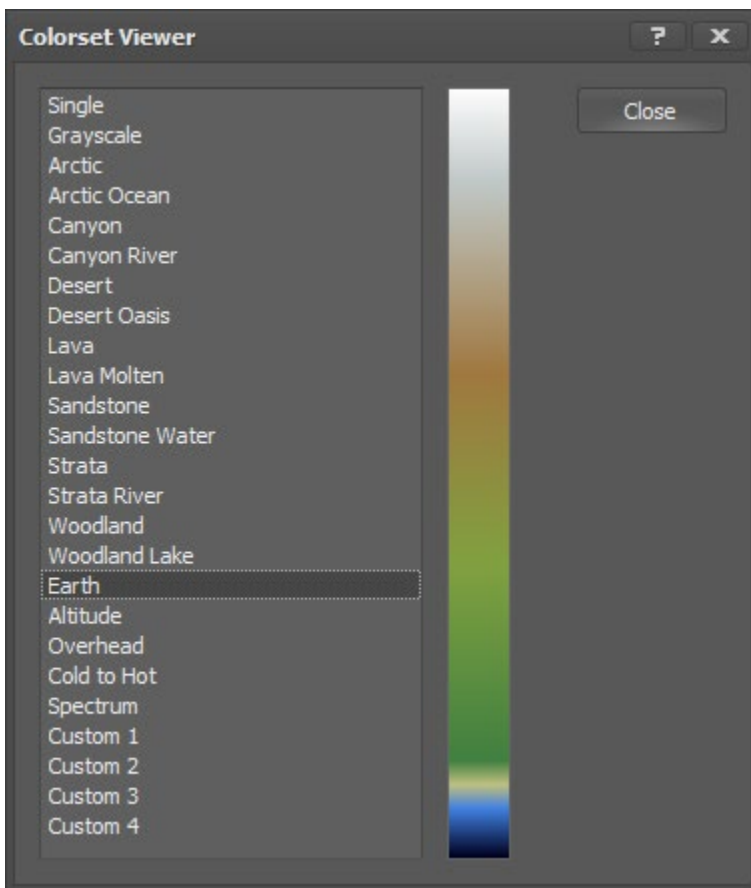 Colorset Viewer
Single
Grayscale
Arctic
Arctic Ocean
Canyon
Canyon River
Desert
Desert Oasis
Lava
Lava Molten
Sandstone
Sandstone Water
Strata
Strata River
Woodland
Woodland Lake
Earth
Altitude
Overhead
Cold to Hot
Spectrum
Custom 1
Custom 2
Custom 3
Custom 4
Close